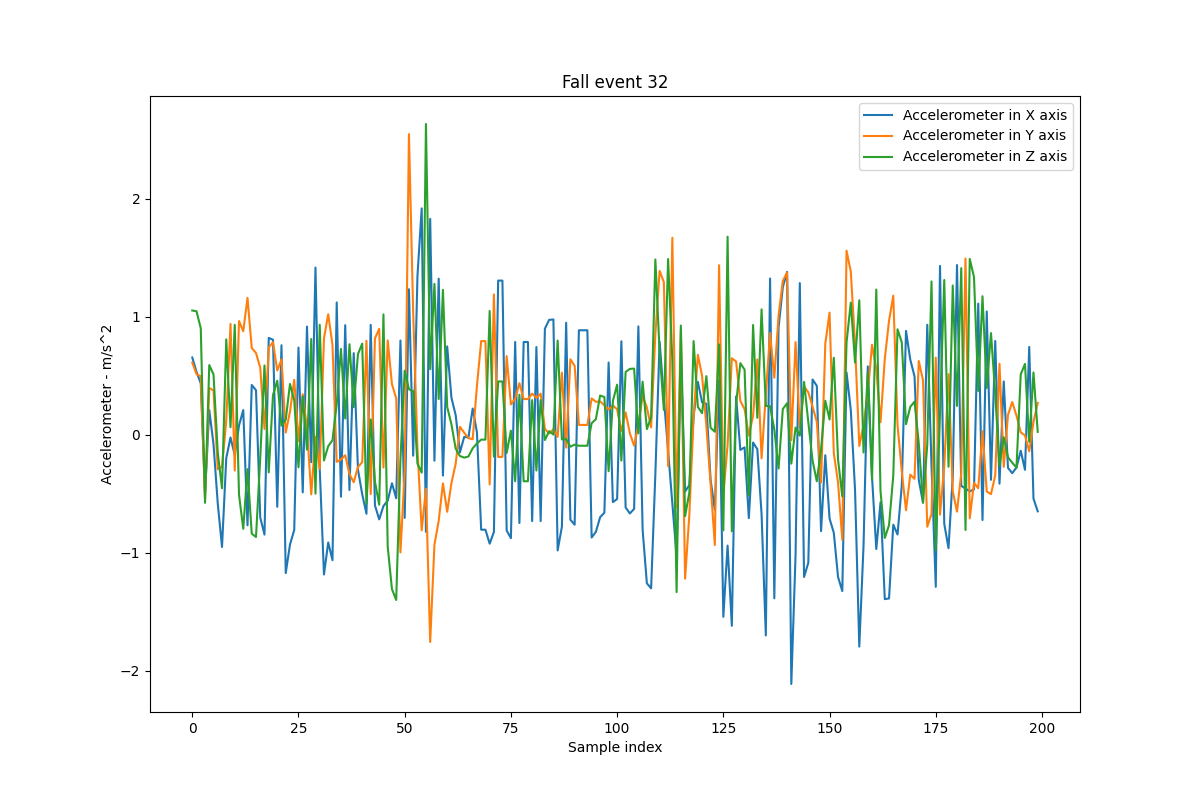 Fall event 32
Accelerometer in X axis
Accelerometer in Y axis
Accelerometer in Z axis
Accelerometer - m/s^2
2
1
0
−1
−2
0 25 50 75 100 125 150 175 200
Sample index